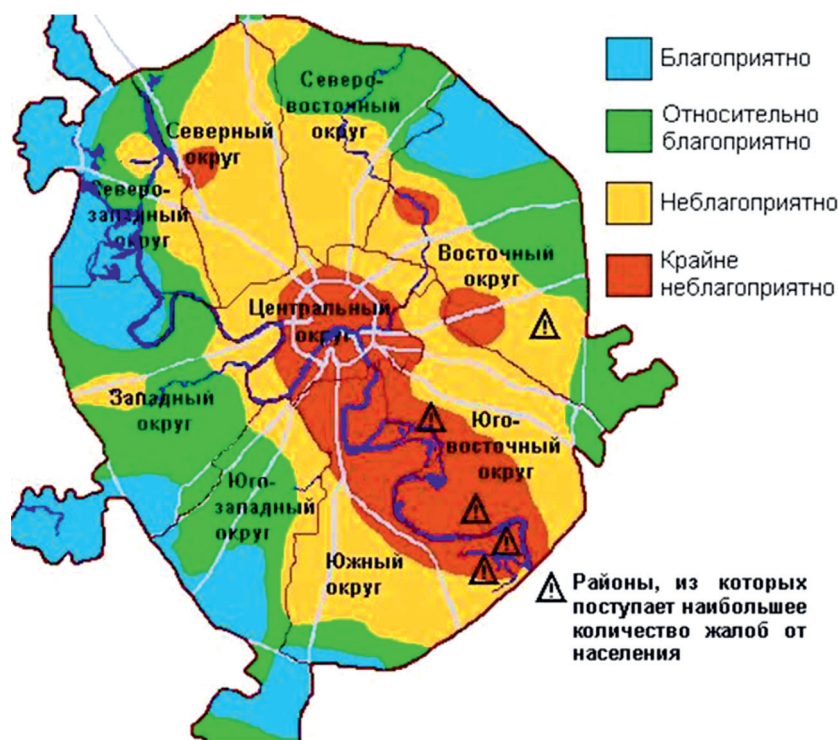 Благоприятно
Относительно
благоприятно
Неблагоприятно
Крайне
неблагоприятно
Северо-
восточный
округ
Северный
округ
Северо-
западный
округ
Восточный
округ
Центральный
округ
Западный
округ
Юго-
восточный
округ
Юго-
западный
округ
Южный
округ
Районы, из которых
поступает наибольшее
количество жалоб от
населения